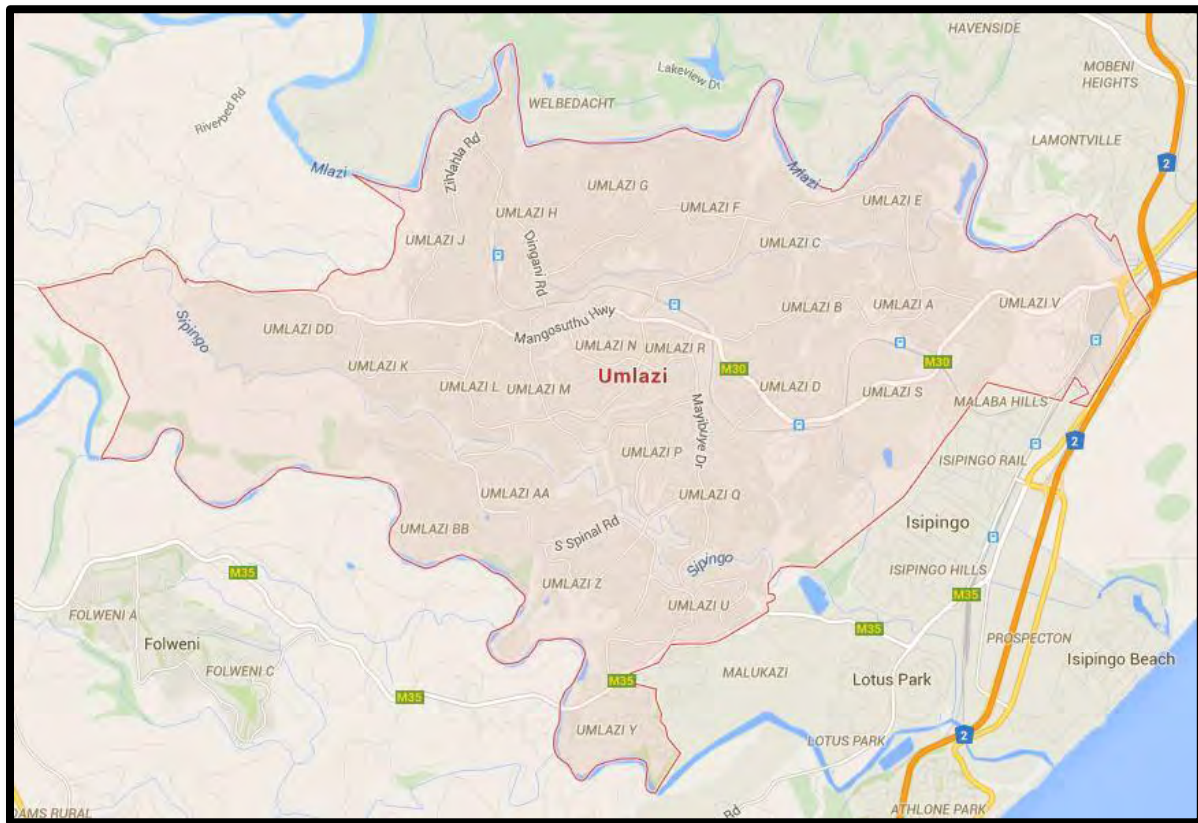 HAVENSIDE
MOBENI
HEIGHTS
Lakeview Dr
WELBEDACHT
Riverbed Rd
LAMONTVILLE
2
Mlazi
Zihlahla Rd
Mlazi
UMLAZI G
UMLAZI E
UMLAZI H
UMLAZI F
UMLAZI J
UMLAZI C
Dingani Rd
UMLAZI B
UMLAZI A
UMLAZI V
Sipingo
UMLAZI DD
Mangosuthu Hwy
UMLAZI N
UMLAZI R
M30
M30
UMLAZI K
Umlazi
UMLAZI L
UMLAZI M
UMLAZI D
UMLAZI S
MALABA HILLS
Mayibuye Dr
2
UMLAZI P
ISIPINGO RAIL
UMLAZI AA
UMLAZI Q
UMLAZI BB
S Spinal Rd
Isipingo
Sipingo
M35
ISIPINGO HILLS
UMLAZI Z
M35
FOLWENI A
UMLAZI U
M35
Folweni
PROSPECTON
FOLWENI C
MALUKAZI
Isipingo Beach
M35
Lotus Park
M35
UMLAZI Y
2
LOTUS PARK
ADAMS RURAL
Rd
ATHLONE PARK